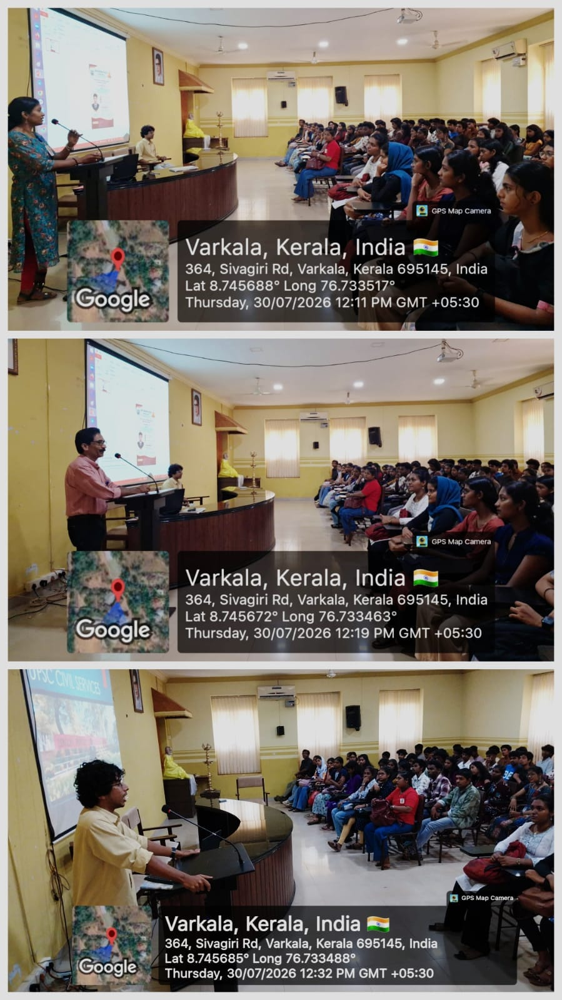 GPS Map Camera
Varkala, Kerala, India
364, Sivagiri Rd, Varkala, Kerala 695145, India
Lat 8.745688° Long 76.733517°
Thursday, 30/07/2026 12:11 PM GMT +05:30
Google
GPS Map Camera
Varkala, Kerala, India
364, Sivagiri Rd, Varkala, Kerala 695145, India
Lat 8.745672° Long 76.733463°
Thursday, 30/07/2026 12:19 PM GMT +05:30
Google
UPSC CIVIL SERVICES
GPS Map Camera
Varkala, Kerala, India
364, Sivagiri Rd, Varkala, Kerala 695145, India
Lat 8.745685° Long 76.733488°
Thursday, 30/07/2026 12:32 PM GMT +05:30
Google